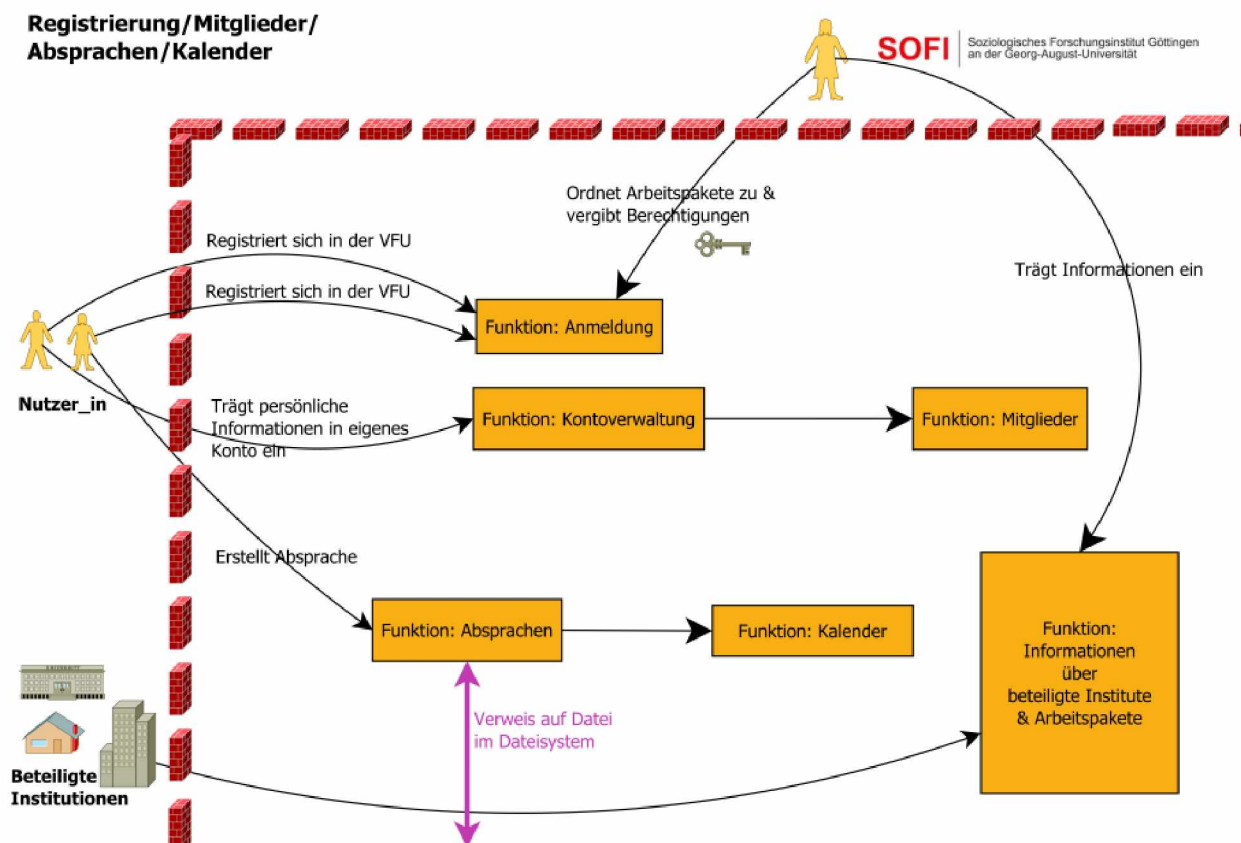 Registrierung/Mitglieder/
Absprachen/Kalender
SOFI
Soziologisches Forschungsinstitut Göttingen
an der Georg-August-Universität
Ordnet Arbeitspakete zu &
vergibt Berechtigungen
Registriert sich in der VFU
Trägt Informationen ein
Registriert sich in der VFU
Funktion: Anmeldung
Nutzer_in
Trägt persönliche
Informationen in eigenes
Konto ein
Funktion: Kontoverwaltung
Funktion: Mitglieder
Erstellt Absprache
Funktion: Absprachen
Funktion: Kalender
Funktion:
Informationen
über
beteiligte Institute
& Arbeitspakete
UNIVERSITY
Verweis auf Datei
im Dateisystem
Beteiligte
Institutionen